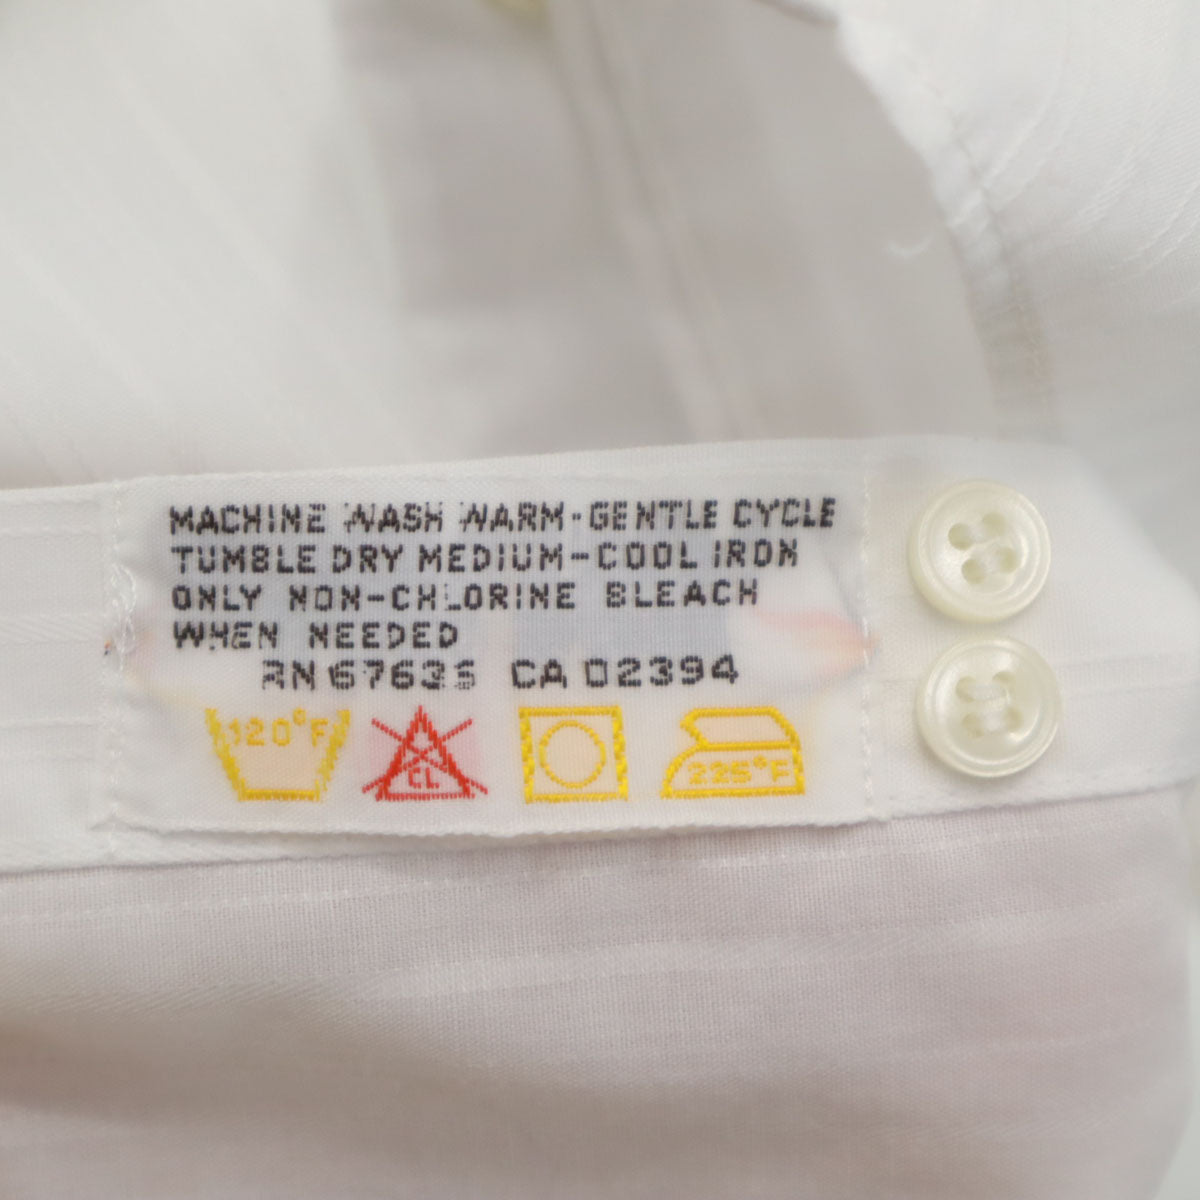 MACHINE WASH WARM-GENTLE CYCLE
TUMBLE DRY MEDIUM-COOL IRON
ONLY NON-CHLORINE BLEACH
WHEN NEEDED
RN 67636 CA 02394
120°F CL 225°F